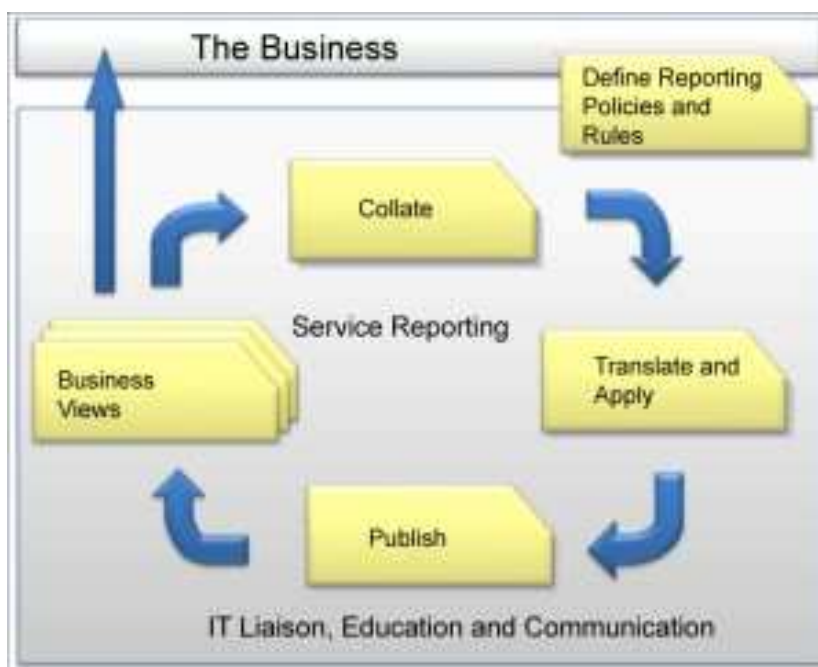 The Business
Define Reporting
Policies and
Rules
Collate
Service Reporting
Business
Views
Translate and
Apply
Publish
IT Liaison, Education and Communication